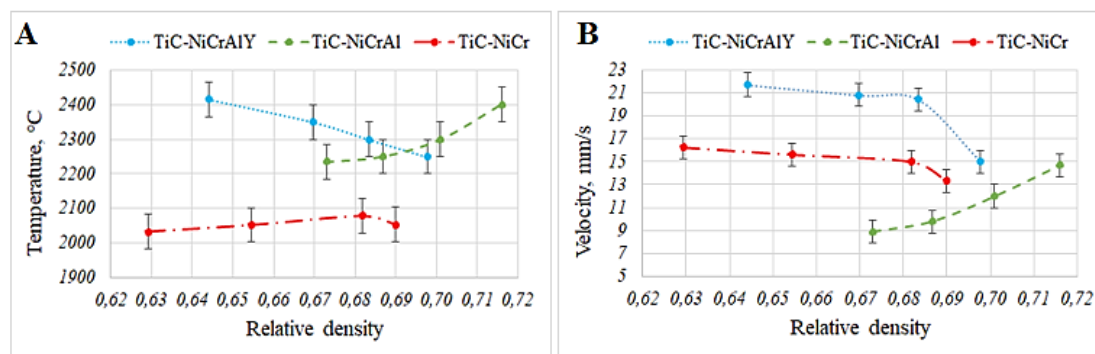 A
TiC-NiCrAlY TiC-NiCrAl TiC-NiCr
Temperature, °C
2500
2400
2300
2200
2100
2000
1900
0,62 0,63 0,64 0,65 0,66 0,67 0,68 0,69 0,70 0,71 0,72
Relative density
B
TiC-NiCrAlY TiC-NiCrAl TiC-NiCr
Velocity, mm/s
23
21
19
17
15
13
11
9
7
5
0,62 0,63 0,64 0,65 0,66 0,67 0,68 0,69 0,70 0,71 0,72
Relative density